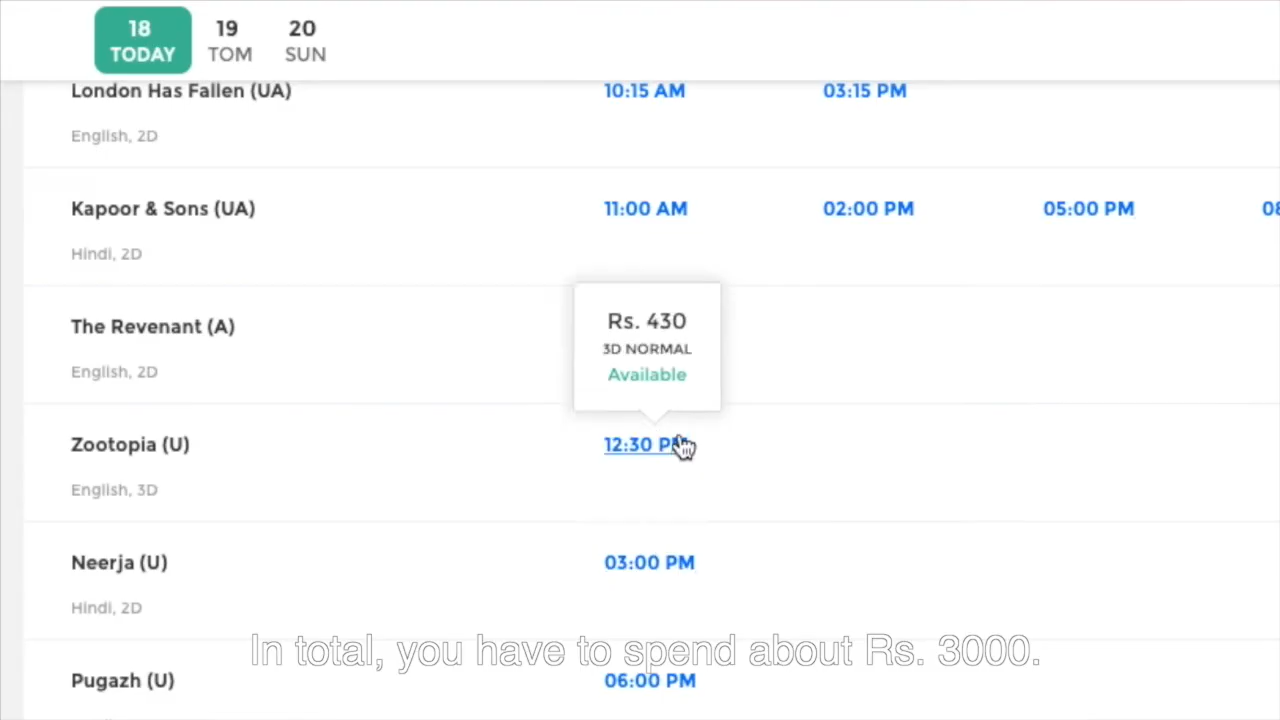 18 19 20
TODAY TOM SUN
London Has Fallen (UA) 10:15 AM 03:15 PM
English, 2D
Kapoor & Sons (UA) 11:00 AM 02:00 PM 05:00 PM 08
Hindi, 2D
Rs. 430
3D NORMAL
Available
The Revenant (A)
English, 2D
Zootopia (U) 12:30 PM
English, 3D
Neerja (U) 03:00 PM
Hindi, 2D
In total, you have to spend about Rs. 3000.
Pugazh (U) 06:00 PM